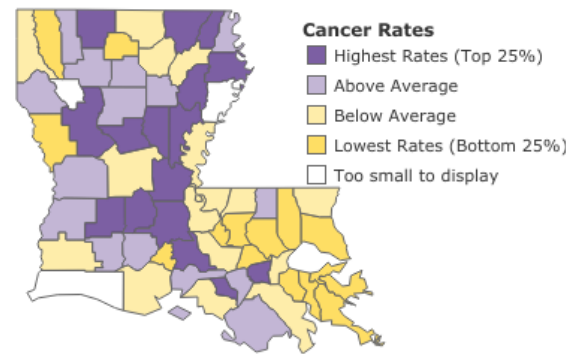 Cancer Rates
Highest Rates (Top 25%)
Above Average
Below Average
Lowest Rates (Bottom 25%)
Too small to display